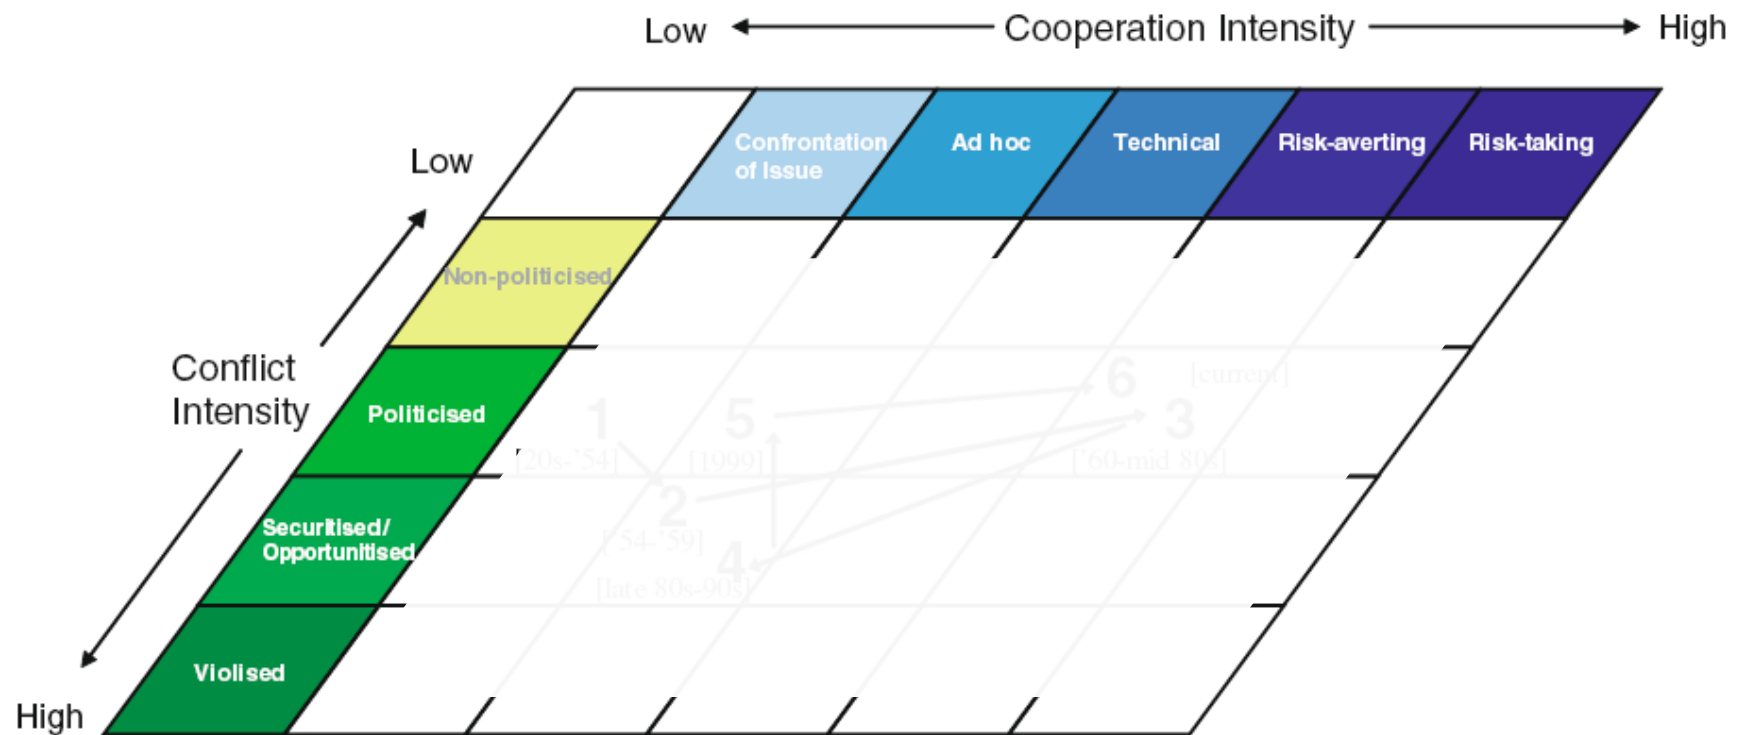 Low Cooperation Intensity High
Confrontation
of Issue
Ad hoc
Technical
Risk-averting
Risk-taking
Low
Non-politicised
Conflict
Intensity
Politicised
Securitised/
Opportunitised
Violised
High
6 [current]
1 5 3
[20s-'54] [1999] ['60-mid 80s]
2
['54-'59]
4
[late 80s-90s]